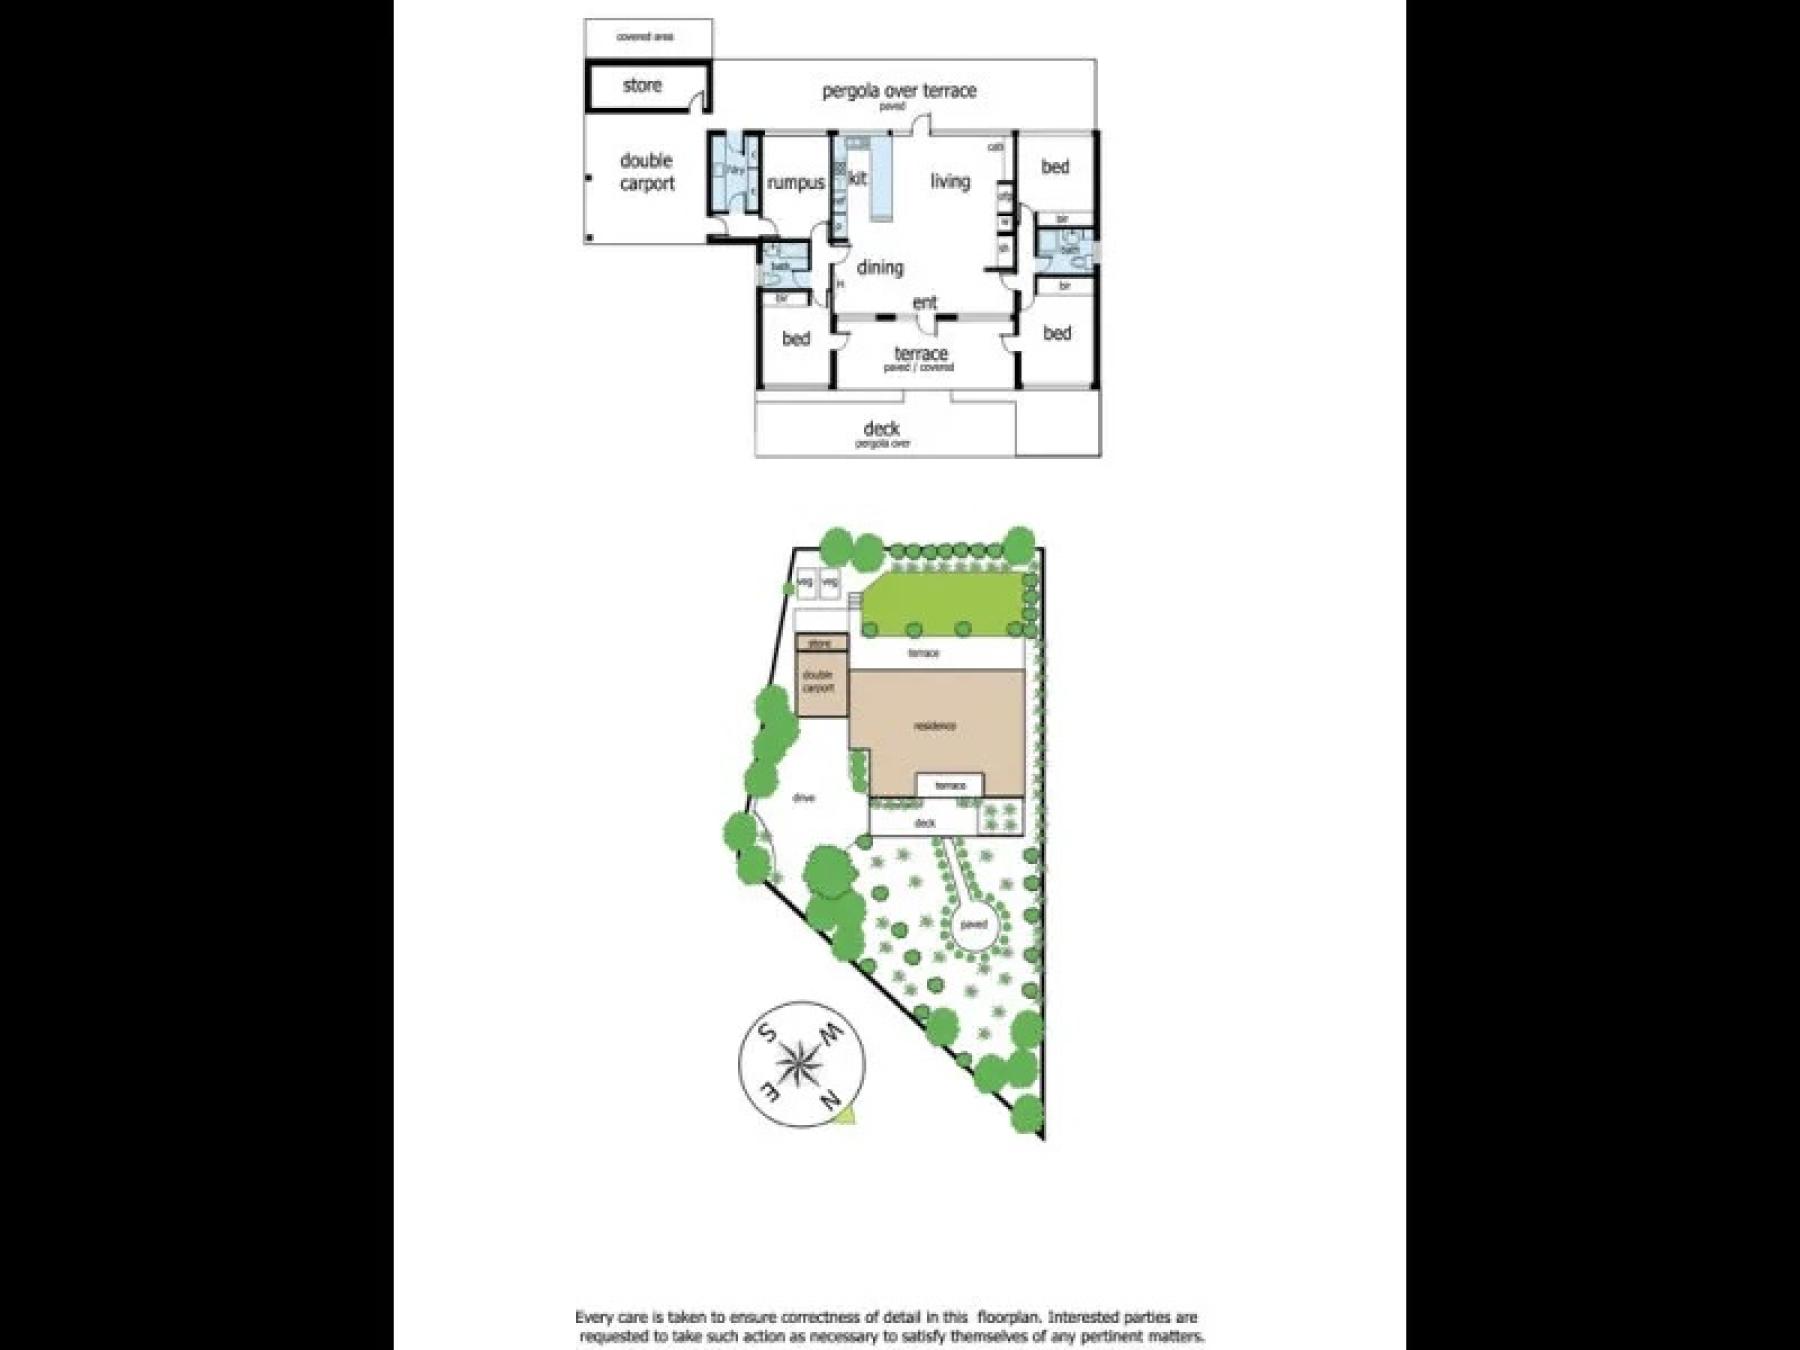 covered area
store
pergola over terrace
paved
double
carport
l'dry
rumpus
kit
living
cab
bed
ref
p
bir
bath
bath
dining
bir
bir
ent
bed
bed
terrace
paved / covered
deck
pergola over
veg veg
store
terrace
double
carport
residence
terrace
drive
deck
paved
S W
E N
Every care is taken to ensure correctness of detail in this floorplan. Interested parties are
requested to take such action as necessary to satisfy themselves of any pertinent matters.